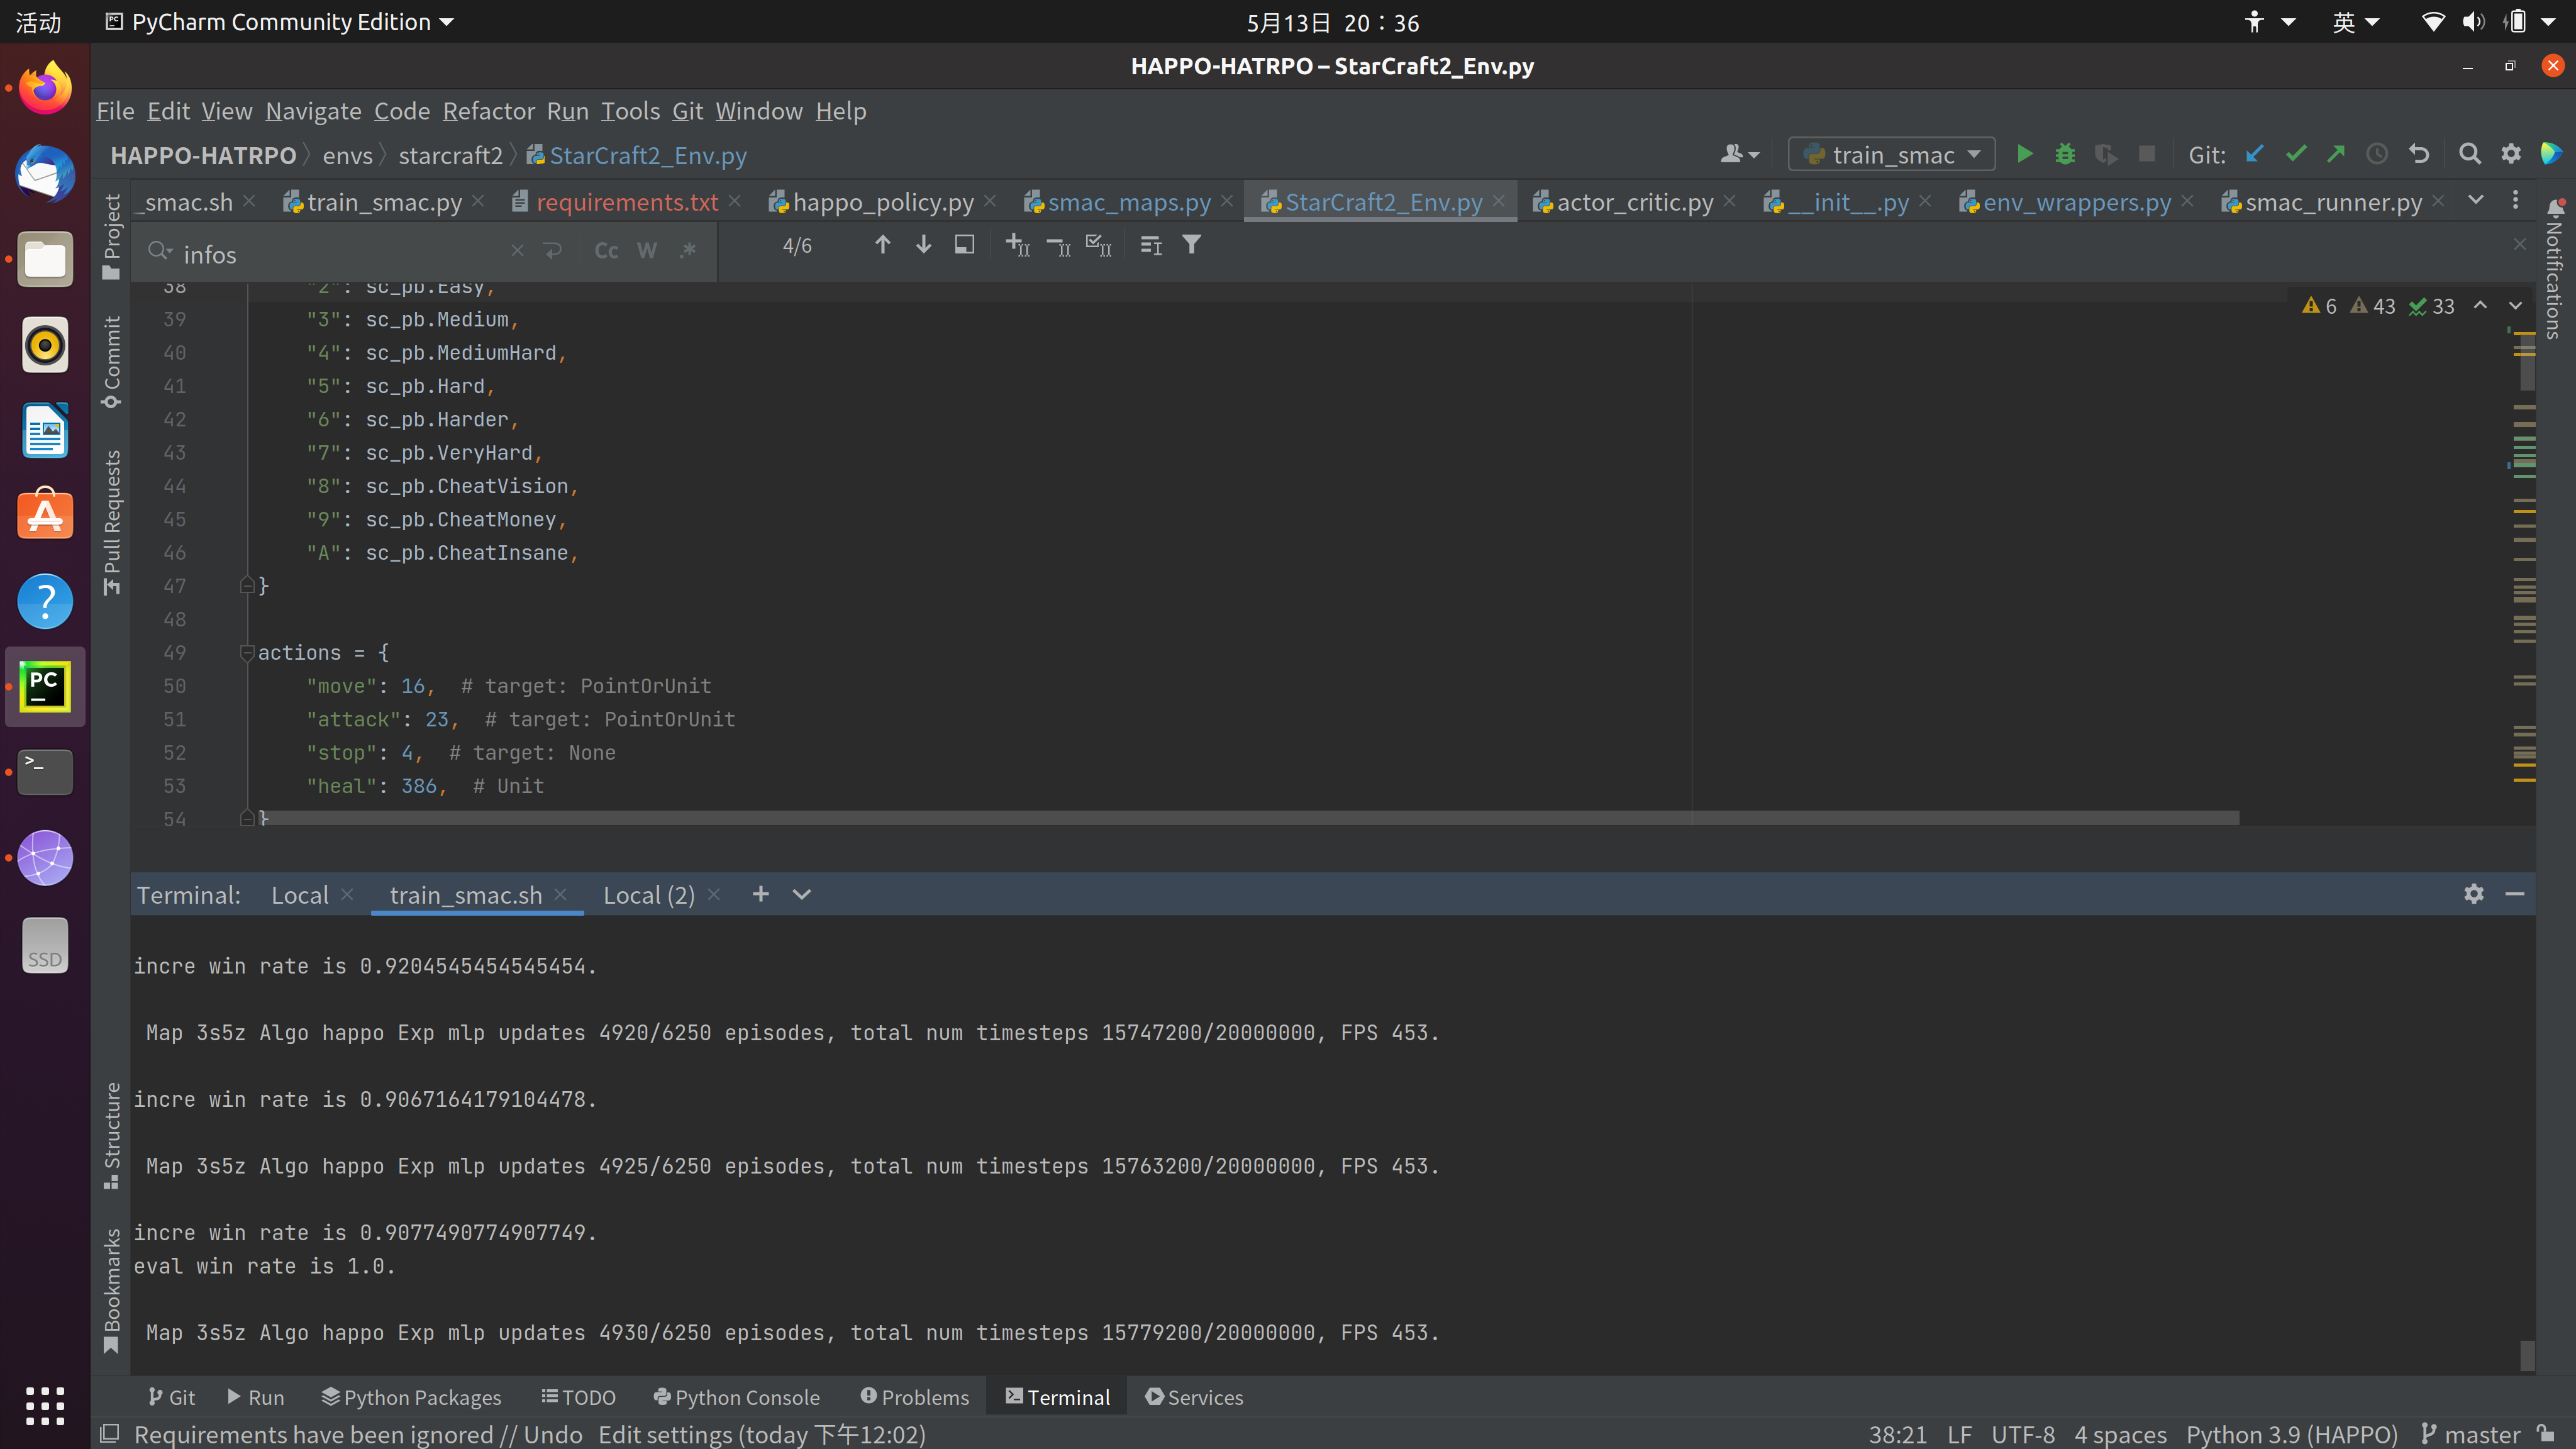 活动 PyCharm Community Edition 5月13日 20：36 英
HAPPO-HATRPO – StarCraft2_Env.py
File Edit View Navigate Code Refactor Run Tools Git Window Help
HAPPO-HATRPO envs starcraft2 StarCraft2_Env.py train_smac Git:
_smac.sh train_smac.py requirements.txt happo_policy.py smac_maps.py StarCraft2_Env.py actor_critic.py __init__.py env_wrappers.py smac_runner.py
infos Cc W .* 4/6
6 43 33
38 "2": sc_pb.Easy,
39 "3": sc_pb.Medium,
40 "4": sc_pb.MediumHard,
41 "5": sc_pb.Hard,
42 "6": sc_pb.Harder,
43 "7": sc_pb.VeryHard,
44 "8": sc_pb.CheatVision,
45 "9": sc_pb.CheatMoney,
46 "A": sc_pb.CheatInsane,
47 }
48
49 actions = {
50 "move": 16,  # target: PointOrUnit
51 "attack": 23,  # target: PointOrUnit
52 "stop": 4,  # target: None
53 "heal": 386,  # Unit
54 }
Project
Commit
Pull Requests
Structure
Bookmarks
Notifications
PC
SSD
Terminal: Local train_smac.sh Local (2)
incre win rate is 0.9204545454545454.
Map 3s5z Algo happo Exp mlp updates 4920/6250 episodes, total num timesteps 15747200/20000000, FPS 453.
incre win rate is 0.9067164179104478.
Map 3s5z Algo happo Exp mlp updates 4925/6250 episodes, total num timesteps 15763200/20000000, FPS 453.
incre win rate is 0.9077490774907749.
eval win rate is 1.0.
Map 3s5z Algo happo Exp mlp updates 4930/6250 episodes, total num timesteps 15779200/20000000, FPS 453.
Git Run Python Packages TODO Python Console Problems Terminal Services
Requirements have been ignored // Undo Edit settings (today 下午12:02) 38:21 LF UTF-8 4 spaces Python 3.9 (HAPPO) master